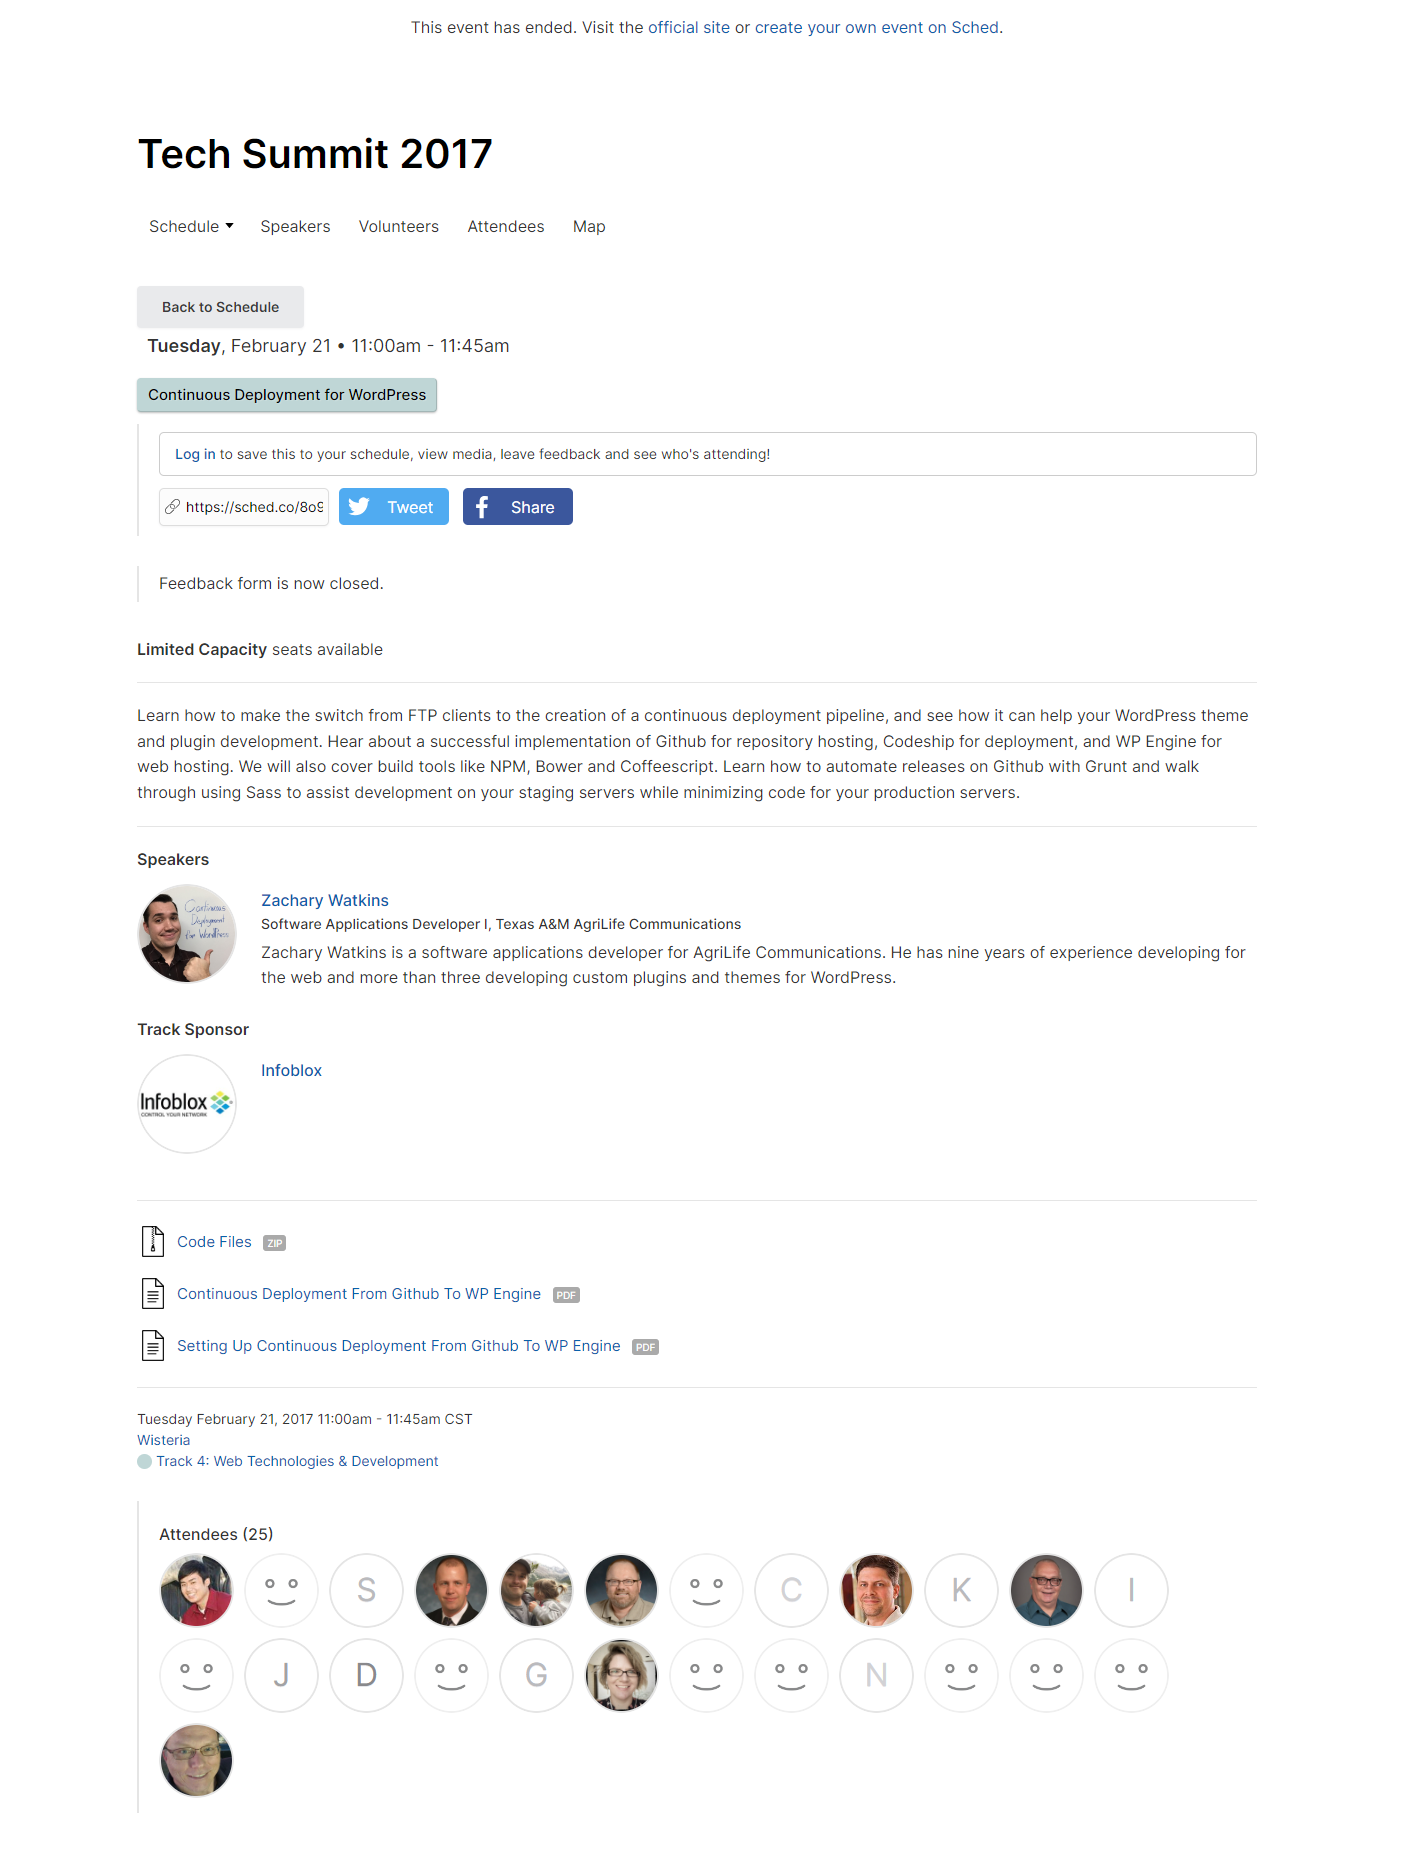 This event has ended. Visit the official site or create your own event on Sched.
Tech Summit 2017
Schedule Speakers Volunteers Attendees Map
Back to Schedule
Tuesday, February 21 • 11:00am - 11:45am
Continuous Deployment for WordPress
Log in to save this to your schedule, view media, leave feedback and see who's attending!
https://sched.co/8o9 Tweet Share
Feedback form is now closed.
Limited Capacity seats available
Learn how to make the switch from FTP clients to the creation of a continuous deployment pipeline, and see how it can help your WordPress theme
and plugin development. Hear about a successful implementation of Github for repository hosting, Codeship for deployment, and WP Engine for
web hosting. We will also cover build tools like NPM, Bower and Coffeescript. Learn how to automate releases on Github with Grunt and walk
through using Sass to assist development on your staging servers while minimizing code for your production servers.
Speakers
Continuous
Deployment
for WordPress
Zachary Watkins
Software Applications Developer I, Texas A&M AgriLife Communications
Zachary Watkins is a software applications developer for AgriLife Communications. He has nine years of experience developing for
the web and more than three developing custom plugins and themes for WordPress.
Track Sponsor
Infoblox
CONTROL YOUR NETWORK
Infoblox
Code Files ZIP
Continuous Deployment From Github To WP Engine PDF
Setting Up Continuous Deployment From Github To WP Engine PDF
Tuesday February 21, 2017 11:00am - 11:45am CST
Wisteria
Track 4: Web Technologies & Development
Attendees (25)
S C K I
J D G N